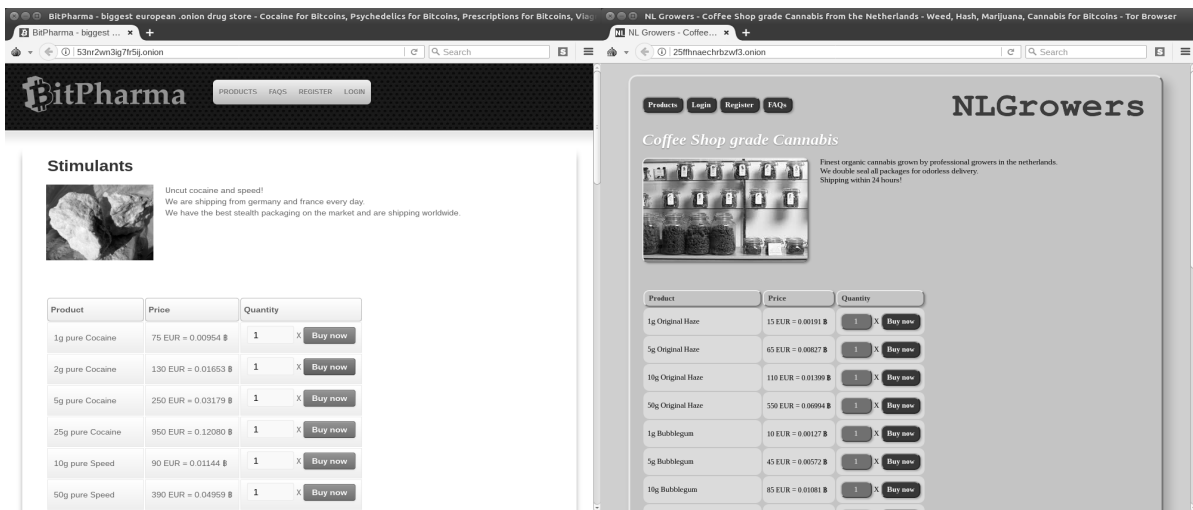 BitPharma - biggest european .onion drug store - Cocaine for Bitcoins, Psychedelics for Bitcoins, Prescriptions for Bitcoins, Viag
BitPharma - biggest ...
53nr2wn3ig7fr5ij.onion
Search
BitPharma
PRODUCTS FAQS REGISTER LOGIN
Stimulants
Uncut cocaine and speed!
We are shipping from germany and france every day.
We have the best stealth packaging on the market and are shipping worldwide.
Product Price Quantity
1g pure Cocaine 75 EUR = 0.00954 ฿ 1 X Buy now
2g pure Cocaine 130 EUR = 0.01653 ฿ 1 X Buy now
5g pure Cocaine 250 EUR = 0.03179 ฿ 1 X Buy now
25g pure Cocaine 950 EUR = 0.12080 ฿ 1 X Buy now
10g pure Speed 90 EUR = 0.01144 ฿ 1 X Buy now
50g pure Speed 390 EUR = 0.04959 ฿ 1 X Buy now
NL Growers - Coffee Shop grade Cannabis from the Netherlands - Weed, Hash, Marijuana, Cannabis for Bitcoins - Tor Browser
NL NL Growers - Coffee...
25ffhnaechrbzwf3.onion
Search
Products Login Register FAQs
NLGrowers
Coffee Shop grade Cannabis
Finest organic cannabis grown by professional growers in the netherlands.
We double seal all packages for odorless delivery.
Shipping within 24 hours!
Product Price Quantity
1g Original Haze 15 EUR = 0.00191 ฿ 1 X Buy now
5g Original Haze 65 EUR = 0.00827 ฿ 1 X Buy now
10g Original Haze 110 EUR = 0.01399 ฿ 1 X Buy now
50g Original Haze 550 EUR = 0.06994 ฿ 1 X Buy now
1g Bubblegum 10 EUR = 0.00127 ฿ 1 X Buy now
5g Bubblegum 45 EUR = 0.00572 ฿ 1 X Buy now
10g Bubblegum 85 EUR = 0.01081 ฿ 1 X Buy now